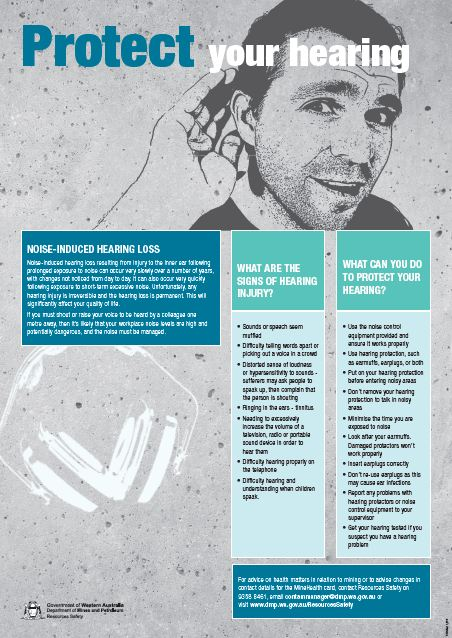 Protect your hearing
NOISE-INDUCED HEARING LOSS
Noise-induced hearing loss resulting from injury to the inner ear following
prolonged exposure to noise can occur very slowly over a number of years,
with changes not noticed from day to day. It can also occur very quickly
following exposure to short-term excessive noise. Unfortunately, any
hearing injury is irreversible and the hearing loss is permanent. This will
significantly affect your quality of life.
If you must shout or raise your voice to be heard by a colleague one
metre away, then it's likely that your workplace noise levels are high and
potentially dangerous, and the noise must be managed.
WHAT ARE THE
SIGNS OF HEARING
INJURY?
• Sounds or speech seem
muffled
• Difficulty telling words apart or
picking out a voice in a crowd
• Distorted sense of loudness
or hypersensitivity to sounds -
sufferers may ask people to
speak up, then complain that
the person is shouting
• Ringing in the ears - tinnitus
• Needing to excessively
increase the volume of a
television, radio or portable
sound device in order to
hear them
• Difficulty hearing properly on
the telephone
• Difficulty hearing and
understanding when children
speak.
WHAT CAN YOU DO
TO PROTECT YOUR
HEARING?
• Use the noise control
equipment provided and
ensure it works properly
• Use hearing protection, such
as earmuffs, earplugs, or both
• Put on your hearing protection
before entering noisy areas
• Don't remove your hearing
protection to talk in noisy
areas
• Minimise the time you are
exposed to noise
• Look after your earmuffs.
Damaged protectors won't
work properly
• Insert earplugs correctly
• Don't re-use earplugs as this
may cause ear infections
• Report any problems with
hearing protectors or noise
control equipment to your
supervisor
• Get your hearing tested if you
suspect you have a hearing
problem
For advice on health matters in relation to mining or to advise changes in
contact details for the MineHealth card, contact Resources Safety on
9358 8461, email contammanager@dmp.wa.gov.au or
visit www.dmp.wa.gov.au/ResourcesSafety
Government of Western Australia
Department of Mines and Petroleum
Resources Safety